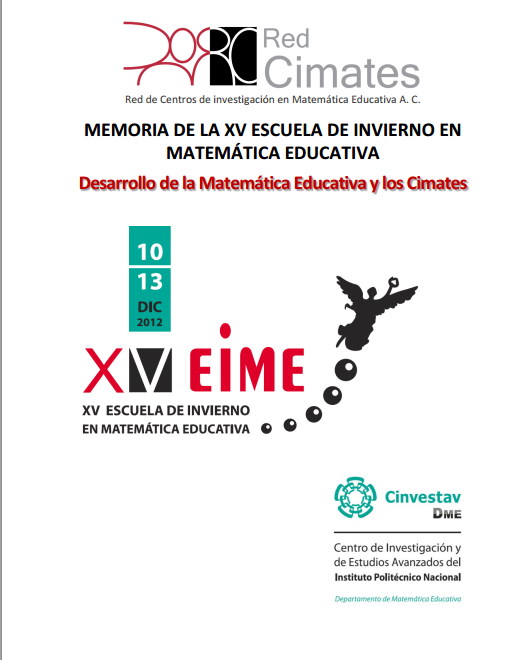 Red
Cimates
Red de Centros de investigación en Matemática Educativa A. C.
MEMORIA DE LA XV ESCUELA DE INVIERNO EN
MATEMÁTICA EDUCATIVA
Desarrollo de la Matemática Educativa y los Cimates
10
13
DIC
2012
XV EiME
XV ESCUELA DE INVIERNO
EN MATEMÁTICA EDUCATIVA
Cinvestav
DME
Centro de Investigación y
de Estudios Avanzados del
Instituto Politécnico Nacional
Departamento de Matemática Educativa